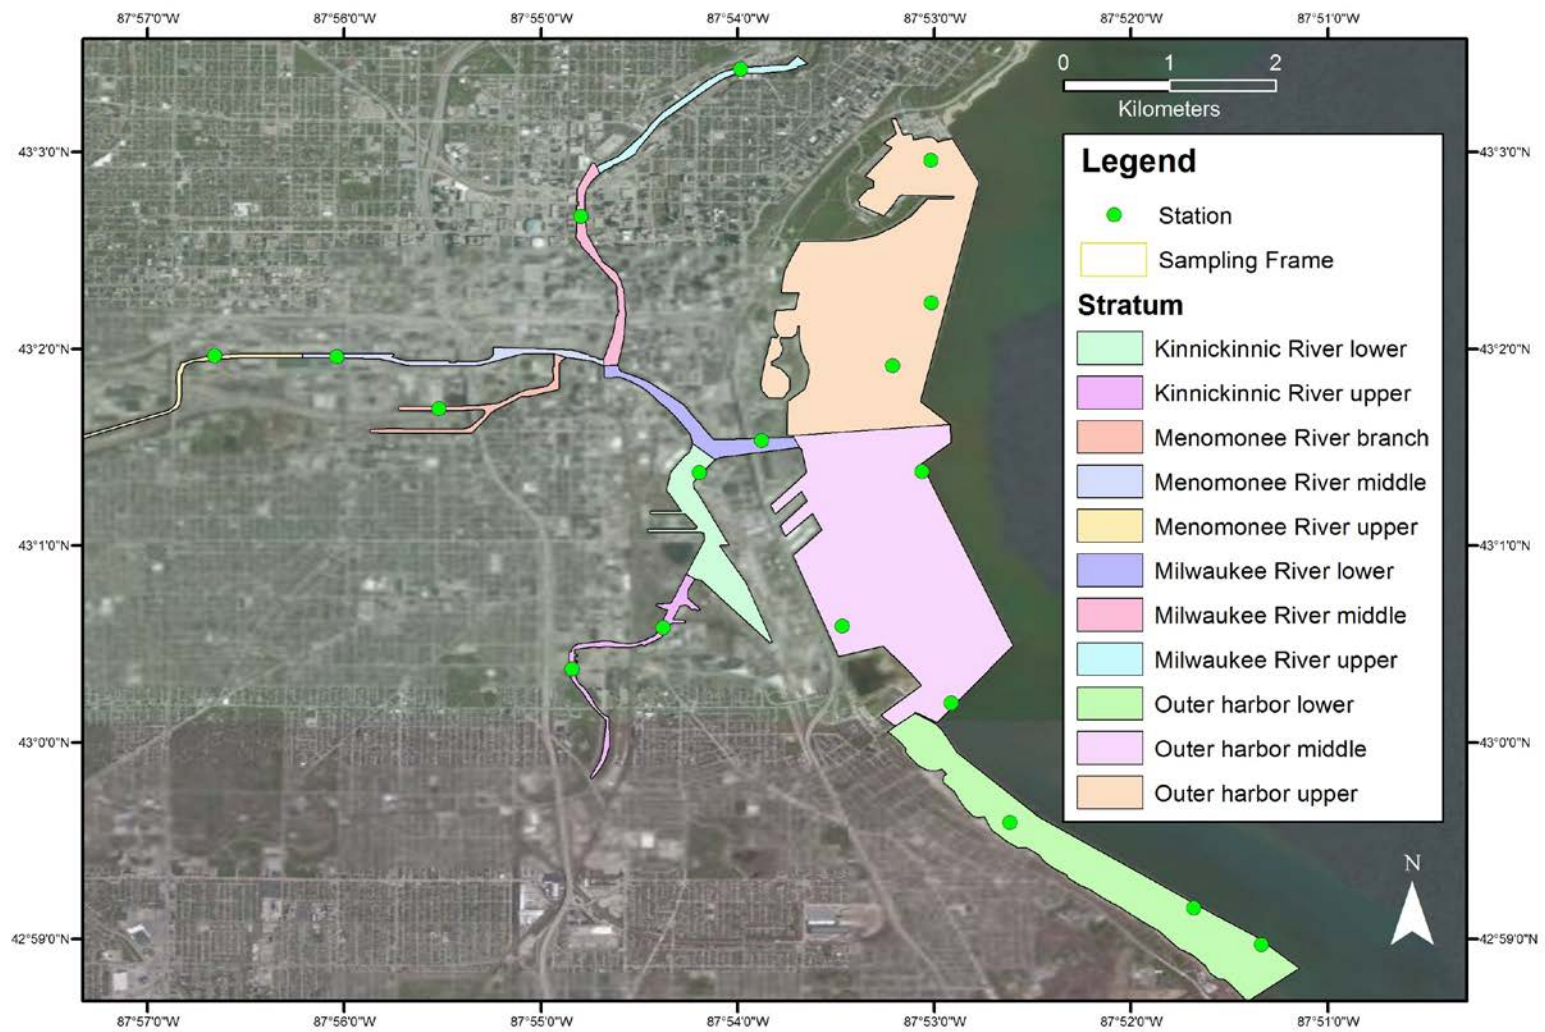 87°57'0"W 87°56'0"W 87°55'0"W 87°54'0"W 87°53'0"W 87°52'0"W 87°51'0"W
0 1 2
Kilometers
43°3'0"N 43°3'0"N
Legend
Station
Sampling Frame
Stratum
43°2'0"N 43°2'0"N
Kinnickinnic River lower
Kinnickinnic River upper
Menomonee River branch
Menomonee River middle
Menomonee River upper
43°1'0"N 43°1'0"N
Milwaukee River lower
Milwaukee River middle
Milwaukee River upper
Outer harbor lower
43°0'0"N 43°0'0"N
Outer harbor middle
Outer harbor upper
N
42°59'0"N 42°59'0"N
87°57'0"W 87°56'0"W 87°55'0"W 87°54'0"W 87°53'0"W 87°52'0"W 87°51'0"W